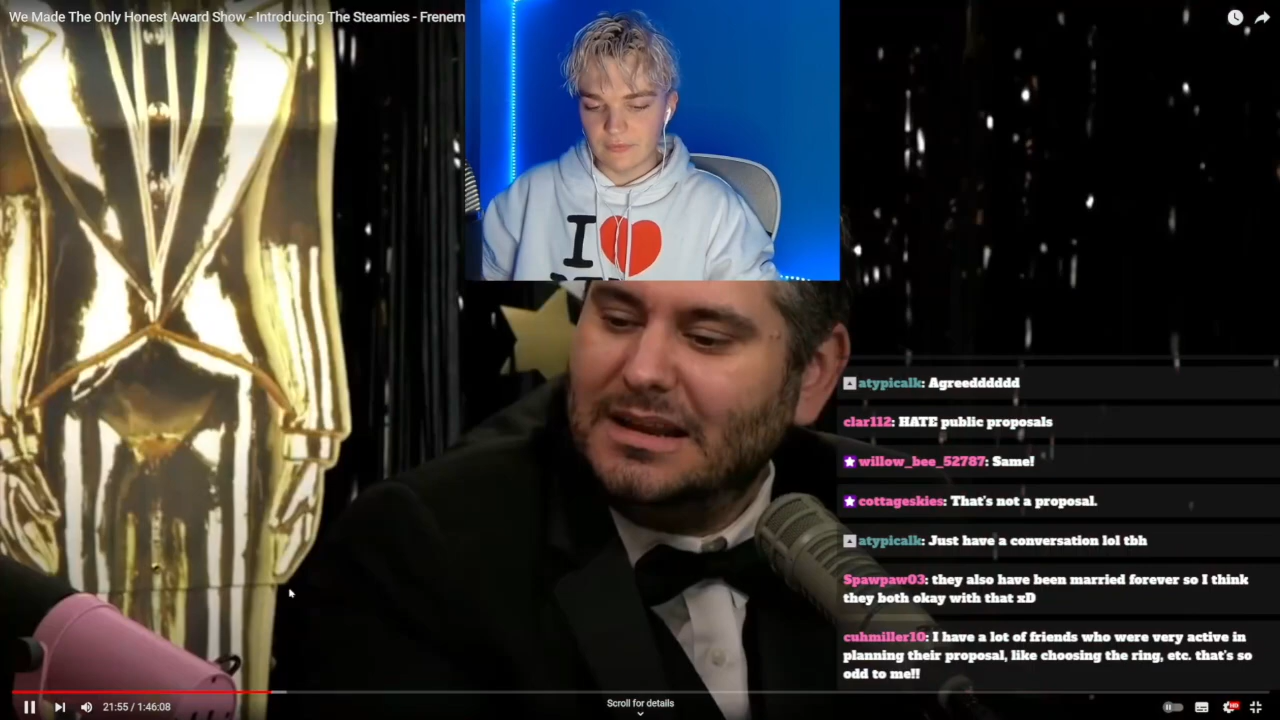 We Made The Only Honest Award Show - Introducing The Steamies - Frenem
I
atypicalk: Agreedddddd
clar112: HATE public proposals
willow_bee_52787: Same!
cottageskies: That's not a proposal.
atypicalk: Just have a conversation lol tbh
Spawpaw03: they also have been married forever so I think
they both okay with that xD
cuhmiller10: I have a lot of friends who were very active in
planning their proposal, like choosing the ring, etc. that's so
odd to me!!
21:55 / 1:46:08
Scroll for details
HD